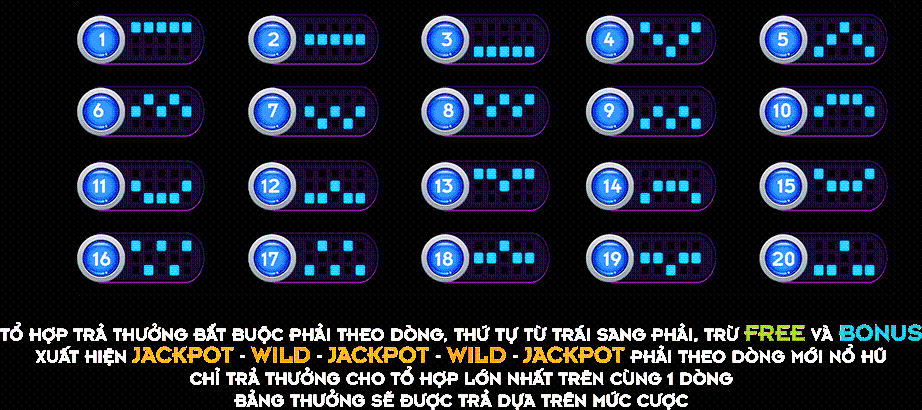 1 2 3 4 5
6 7 8 9 10
11 12 13 14 15
16 17 18 19 20
TỔ HỢP TRẢ THƯỞNG BẮT BUỘC PHẢI THEO DÒNG, THỨ TỰ TỪ TRÁI SANG PHẢI, TRỪ FREE VÀ BONUS
XUẤT HIỆN JACKPOT - WILD - JACKPOT - WILD - JACKPOT PHẢI THEO DÒNG MỚI NỔ HŨ
CHỈ TRẢ THƯỞNG CHO TỔ HỢP LỚN NHẤT TRÊN CÙNG 1 DÒNG
BẢNG THƯỞNG SẼ ĐƯỢC TRẢ DỰA TRÊN MỨC CƯỢC